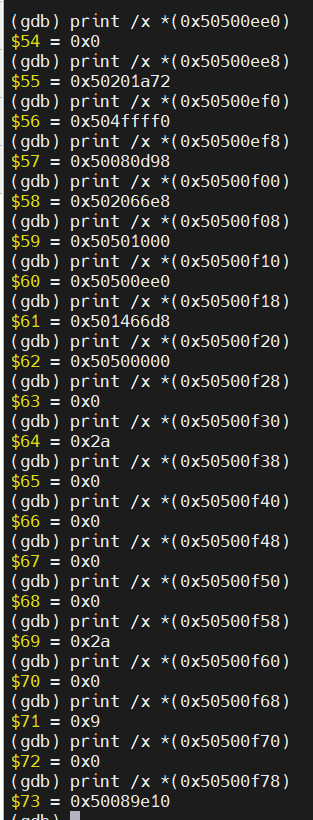 (gdb) print /x *(0x50500ee0)
$54 = 0x0
(gdb) print /x *(0x50500ee8)
$55 = 0x50201a72
(gdb) print /x *(0x50500ef0)
$56 = 0x504ffff0
(gdb) print /x *(0x50500ef8)
$57 = 0x50080d98
(gdb) print /x *(0x50500f00)
$58 = 0x502066e8
(gdb) print /x *(0x50500f08)
$59 = 0x50501000
(gdb) print /x *(0x50500f10)
$60 = 0x50500ee0
(gdb) print /x *(0x50500f18)
$61 = 0x501466d8
(gdb) print /x *(0x50500f20)
$62 = 0x50500000
(gdb) print /x *(0x50500f28)
$63 = 0x0
(gdb) print /x *(0x50500f30)
$64 = 0x2a
(gdb) print /x *(0x50500f38)
$65 = 0x0
(gdb) print /x *(0x50500f40)
$66 = 0x0
(gdb) print /x *(0x50500f48)
$67 = 0x0
(gdb) print /x *(0x50500f50)
$68 = 0x0
(gdb) print /x *(0x50500f58)
$69 = 0x2a
(gdb) print /x *(0x50500f60)
$70 = 0x0
(gdb) print /x *(0x50500f68)
$71 = 0x9
(gdb) print /x *(0x50500f70)
$72 = 0x0
(gdb) print /x *(0x50500f78)
$73 = 0x50089e10
(gdb)